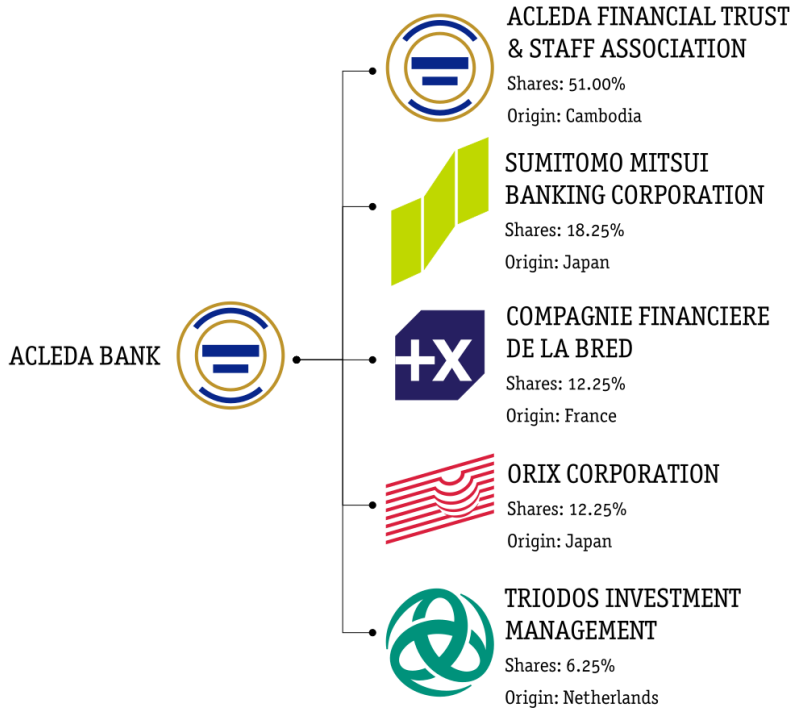 ACLEDA BANK
ACLEDA FINANCIAL TRUST
& STAFF ASSOCIATION
Shares: 51.00%
Origin: Cambodia
SUMITOMO MITSUI
BANKING CORPORATION
Shares: 18.25%
Origin: Japan
+X
COMPAGNIE FINANCIERE
DE LA BRED
Shares: 12.25%
Origin: France
ORIX CORPORATION
Shares: 12.25%
Origin: Japan
TRIODOS INVESTMENT
MANAGEMENT
Shares: 6.25%
Origin: Netherlands